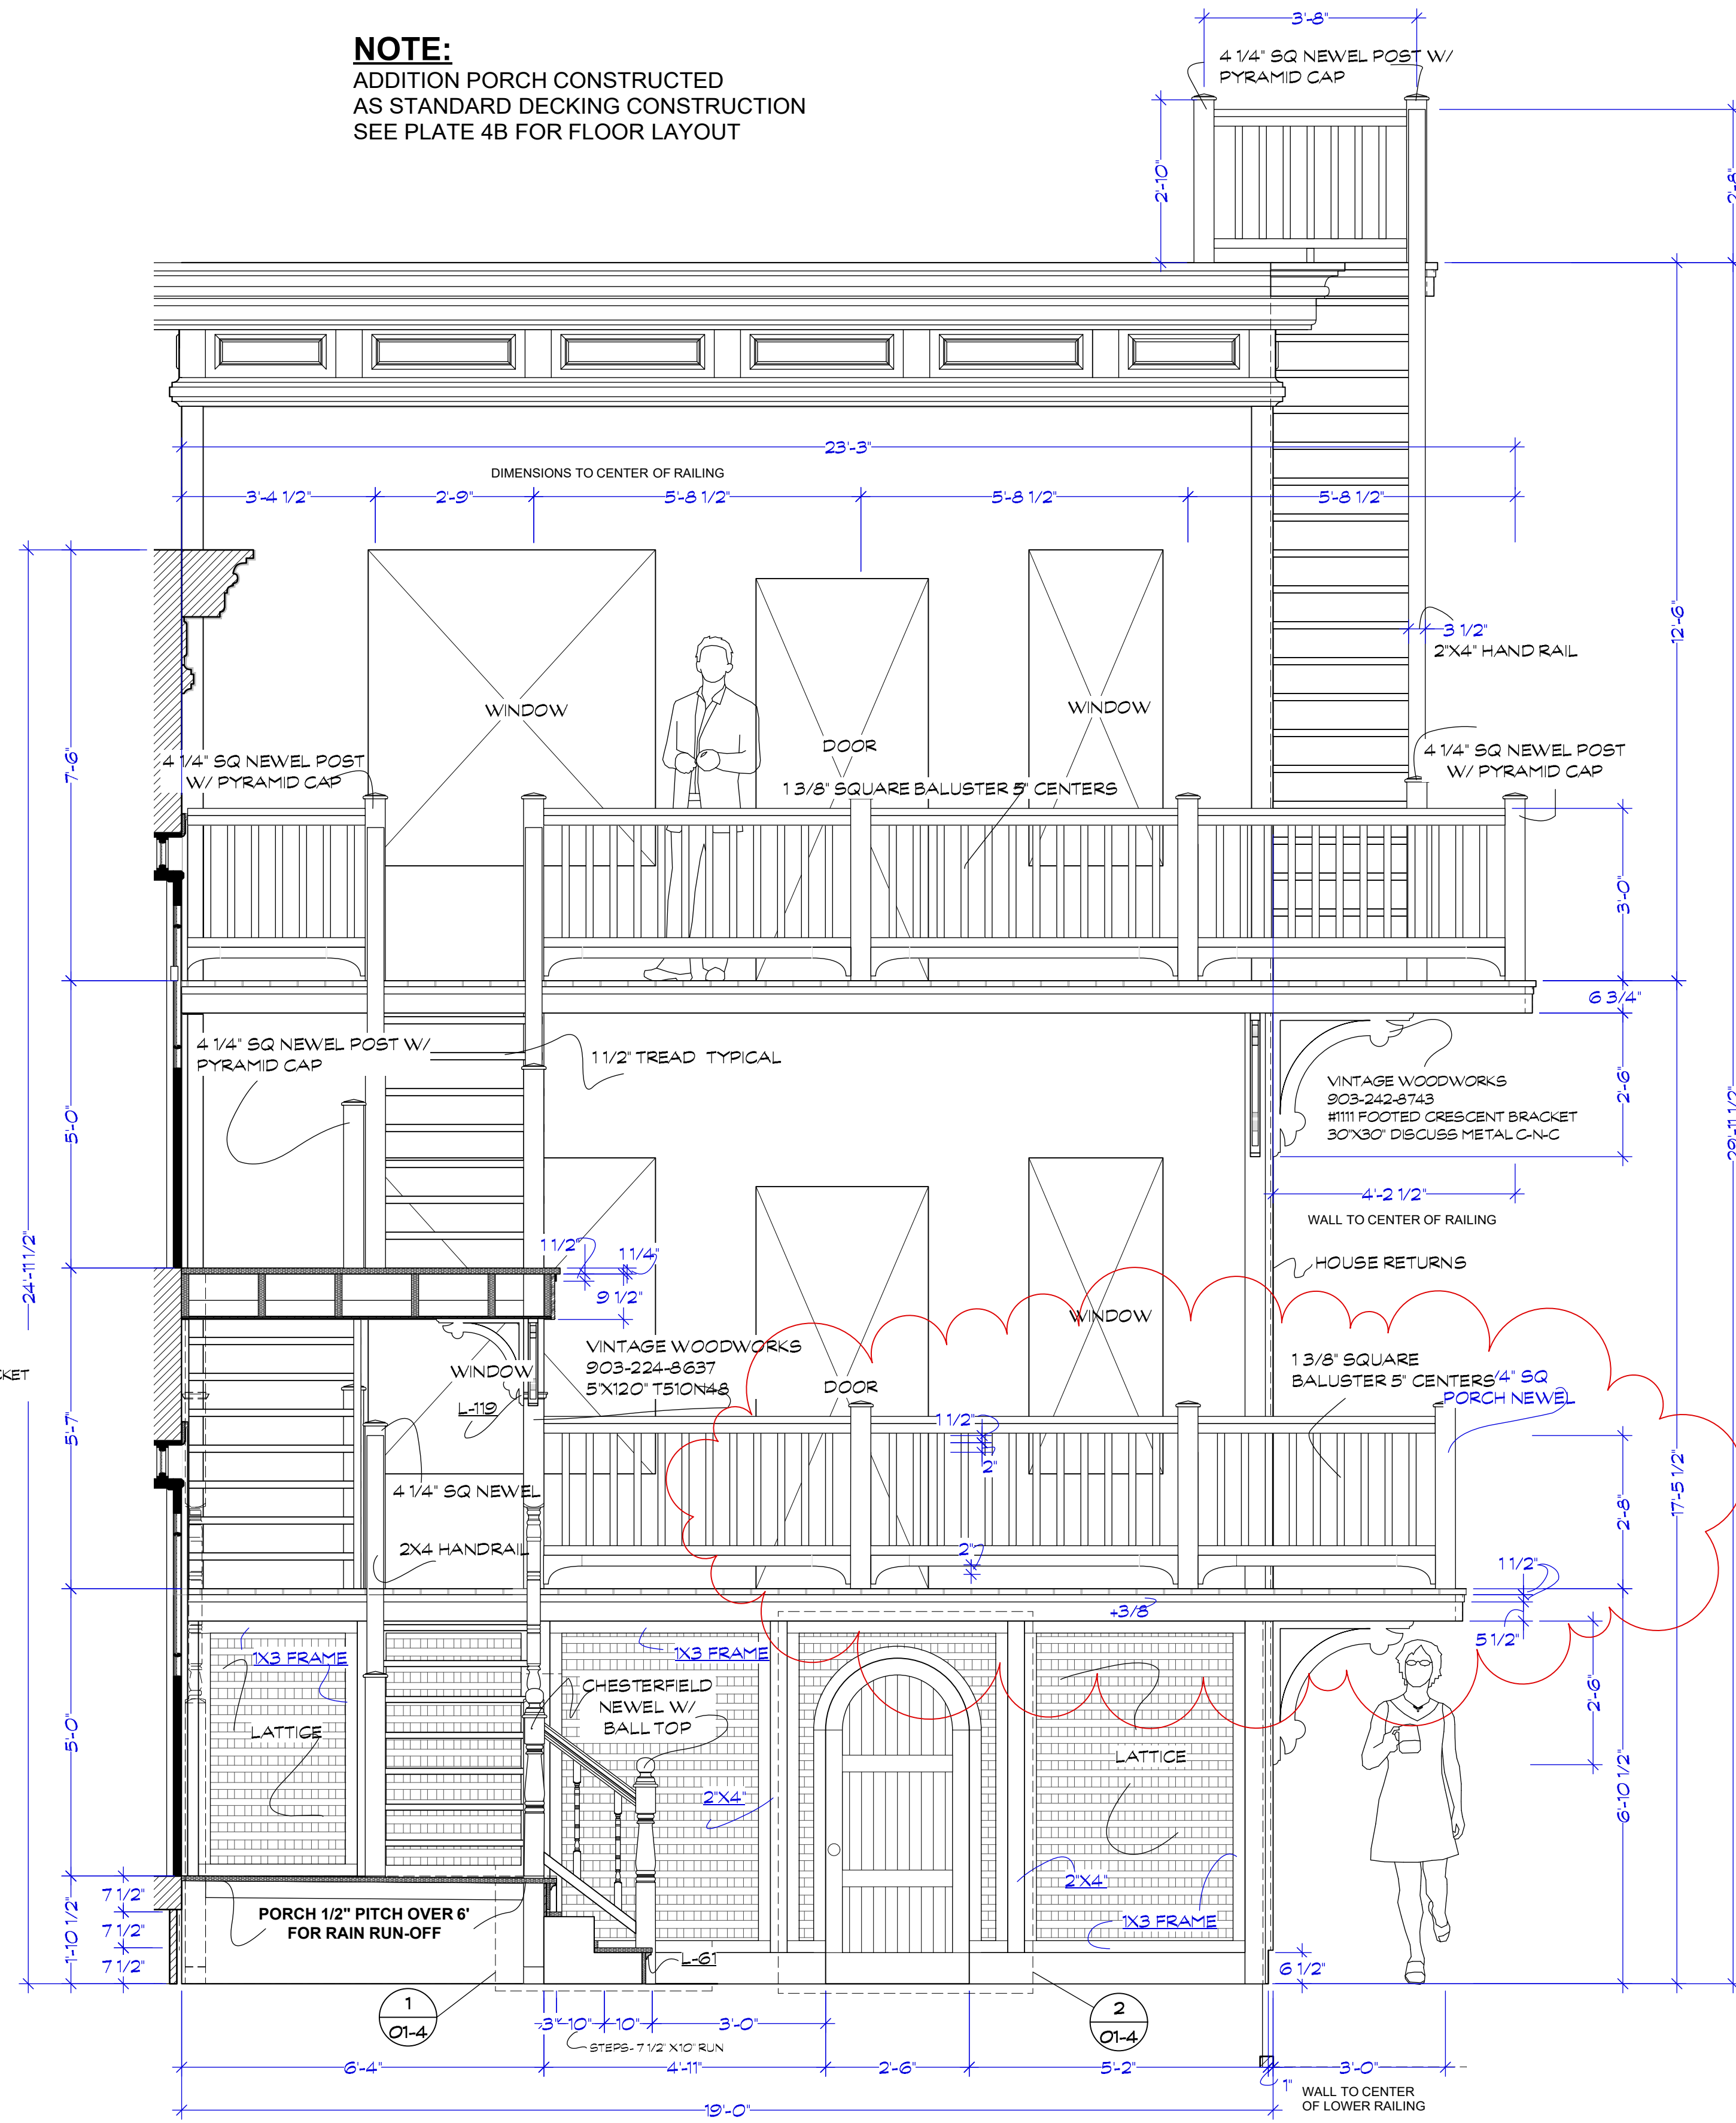 NOTE:
ADDITION PORCH CONSTRUCTED
AS STANDARD DECKING CONSTRUCTION
SEE PLATE 4B FOR FLOOR LAYOUT
3'-8"
4 1/4" SQ NEWEL POST W/
PYRAMID CAP
2'-10"
2'-8"
23'-3"
DIMENSIONS TO CENTER OF RAILING
3'-4 1/2"
2'-9"
5'-8 1/2"
5'-8 1/2"
5'-8 1/2"
12'-6"
3 1/2"
2"X4" HAND RAIL
WINDOW
WINDOW
DOOR
7'-6"
4 1/4" SQ NEWEL POST
W/ PYRAMID CAP
1 3/8" SQUARE BALUSTER 5" CENTERS
4 1/4" SQ NEWEL POST
W/ PYRAMID CAP
3'-0"
6 3/4"
4 1/4" SQ NEWEL POST W/
PYRAMID CAP
1 1/2" TREAD TYPICAL
5'-0"
VINTAGE WOODWORKS
903-242-8743
#1111 FOOTED CRESCENT BRACKET
30"X30" DISCUSS METAL C-N-C
2'-6"
29'-11 1/2"
4'-2 1/2"
WALL TO CENTER OF RAILING
24'-11 1/2"
1 1/2"
1 1/4"
9 1/2"
HOUSE RETURNS
CKET
WINDOW
WINDOW
VINTAGE WOODWORKS
903-224-8637
5"X120" T510N48
DOOR
L-119
1 3/8" SQUARE
BALUSTER 5" CENTERS
/4" SQ
PORCH NEWEL
5'-7"
1 1/2"
2"
4 1/4" SQ NEWEL
2X4 HANDRAIL
2"
2'-8"
17'-5 1/2"
1 1/2"
+3/8
5 1/2"
1X3 FRAME
1X3 FRAME
CHESTERFIELD
NEWEL W/
BALL TOP
2'-6"
LATTICE
LATTICE
5'-0"
2"X4"
6'-10 1/2"
2"X4"
1X3 FRAME
7 1/2"
7 1/2"
7 1/2"
1'-10 1/2"
PORCH 1/2" PITCH OVER 6'
FOR RAIN RUN-OFF
L-61
6 1/2"
1
01-4
2
01-4
3"
10"
10"
3'-0"
STEPS- 7 1/2" X10" RUN
6'-4"
4'-11"
2'-6"
5'-2"
3'-0"
1"
WALL TO CENTER
OF LOWER RAILING
19'-0"